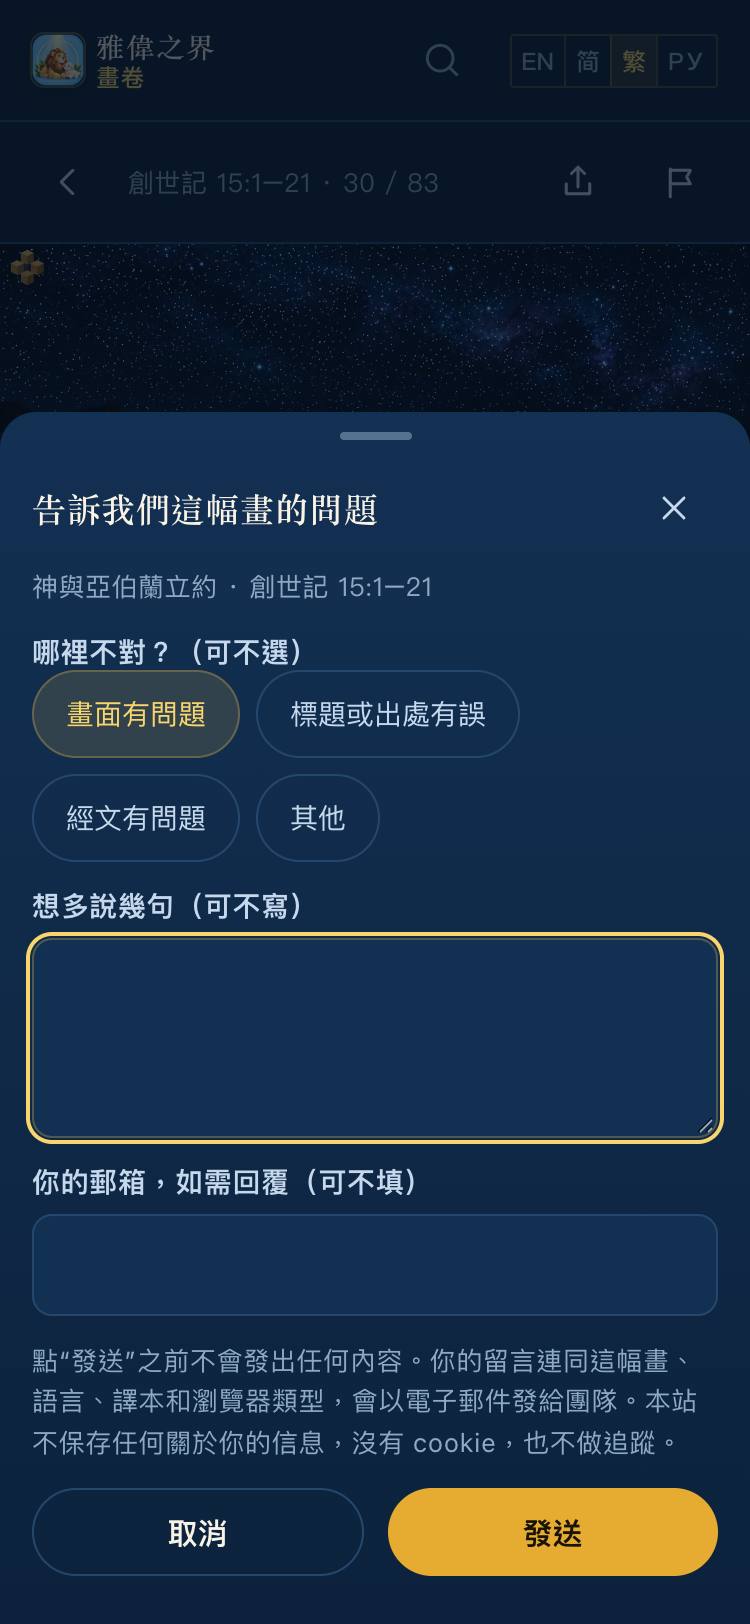 雅偉之界
畫卷
EN 简 繁 РУ
創世記 15:1—21 · 30 / 83
告訴我們這幅畫的問題
神與亞伯蘭立約 · 創世記 15:1—21
哪裡不對？（可不選）
畫面有問題 標題或出處有誤
經文有問題 其他
想多說幾句（可不寫）
你的郵箱，如需回覆（可不填）
點“發送”之前不會發出任何內容。你的留言連同這幅畫、
語言、譯本和瀏覽器類型，會以電子郵件發給團隊。本站
不保存任何關於你的信息，沒有 cookie，也不做追蹤。
取消 發送